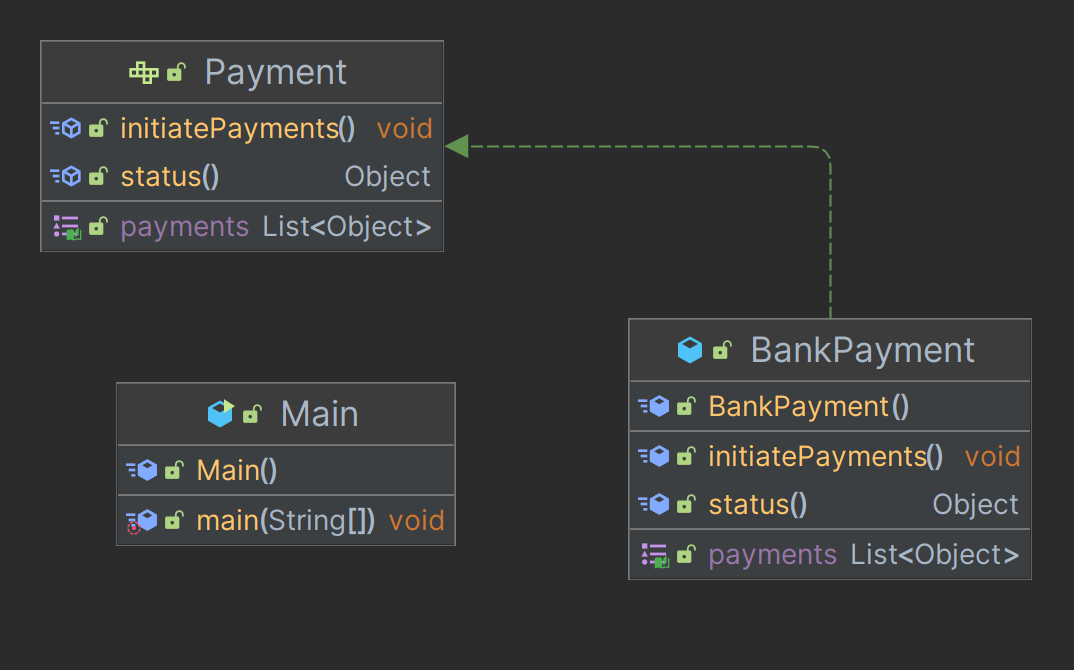 Payment
initiatePayments() void
status() Object
payments List<Object>
Main
Main()
main(String[]) void
BankPayment
BankPayment()
initiatePayments() void
status() Object
payments List<Object>